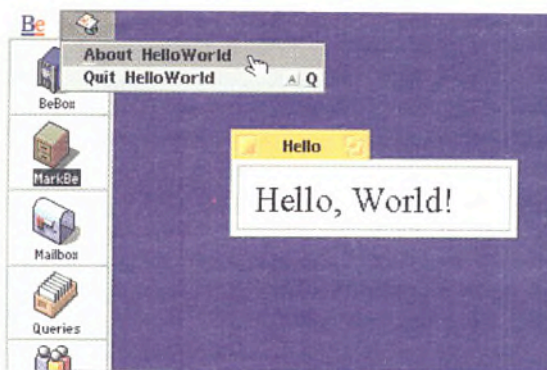 Be
About HelloWorld
Quit HelloWorld A Q
BeBox
MarkBe
Mailbox
Queries
Hello
Hello, World!